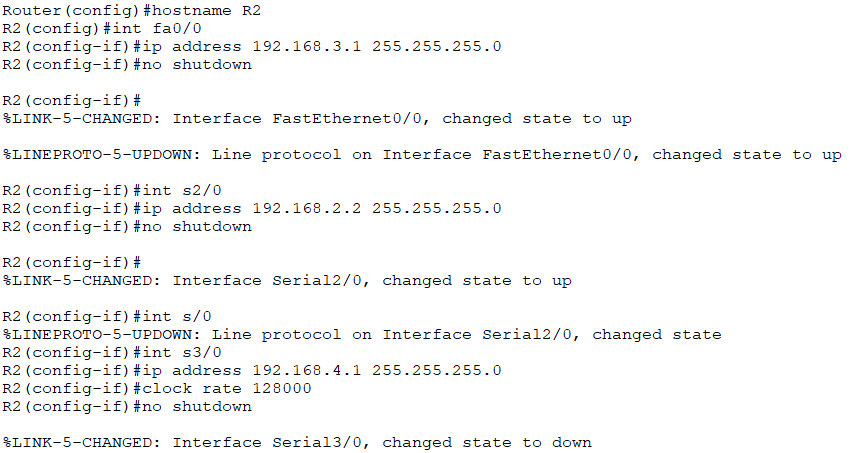 Router(config)#hostname R2
R2(config)#int fa0/0
R2(config-if)#ip address 192.168.3.1 255.255.255.0
R2(config-if)#no shutdown
R2(config-if)#
%LINK-5-CHANGED: Interface FastEthernet0/0, changed state to up
%LINEPROTO-5-UPDOWN: Line protocol on Interface FastEthernet0/0, changed state to up
R2(config-if)#int s2/0
R2(config-if)#ip address 192.168.2.2 255.255.255.0
R2(config-if)#no shutdown
R2(config-if)#
%LINK-5-CHANGED: Interface Serial2/0, changed state to up
R2(config-if)#int s/0
%LINEPROTO-5-UPDOWN: Line protocol on Interface Serial2/0, changed state
R2(config-if)#int s3/0
R2(config-if)#ip address 192.168.4.1 255.255.255.0
R2(config-if)#clock rate 128000
R2(config-if)#no shutdown
%LINK-5-CHANGED: Interface Serial3/0, changed state to down